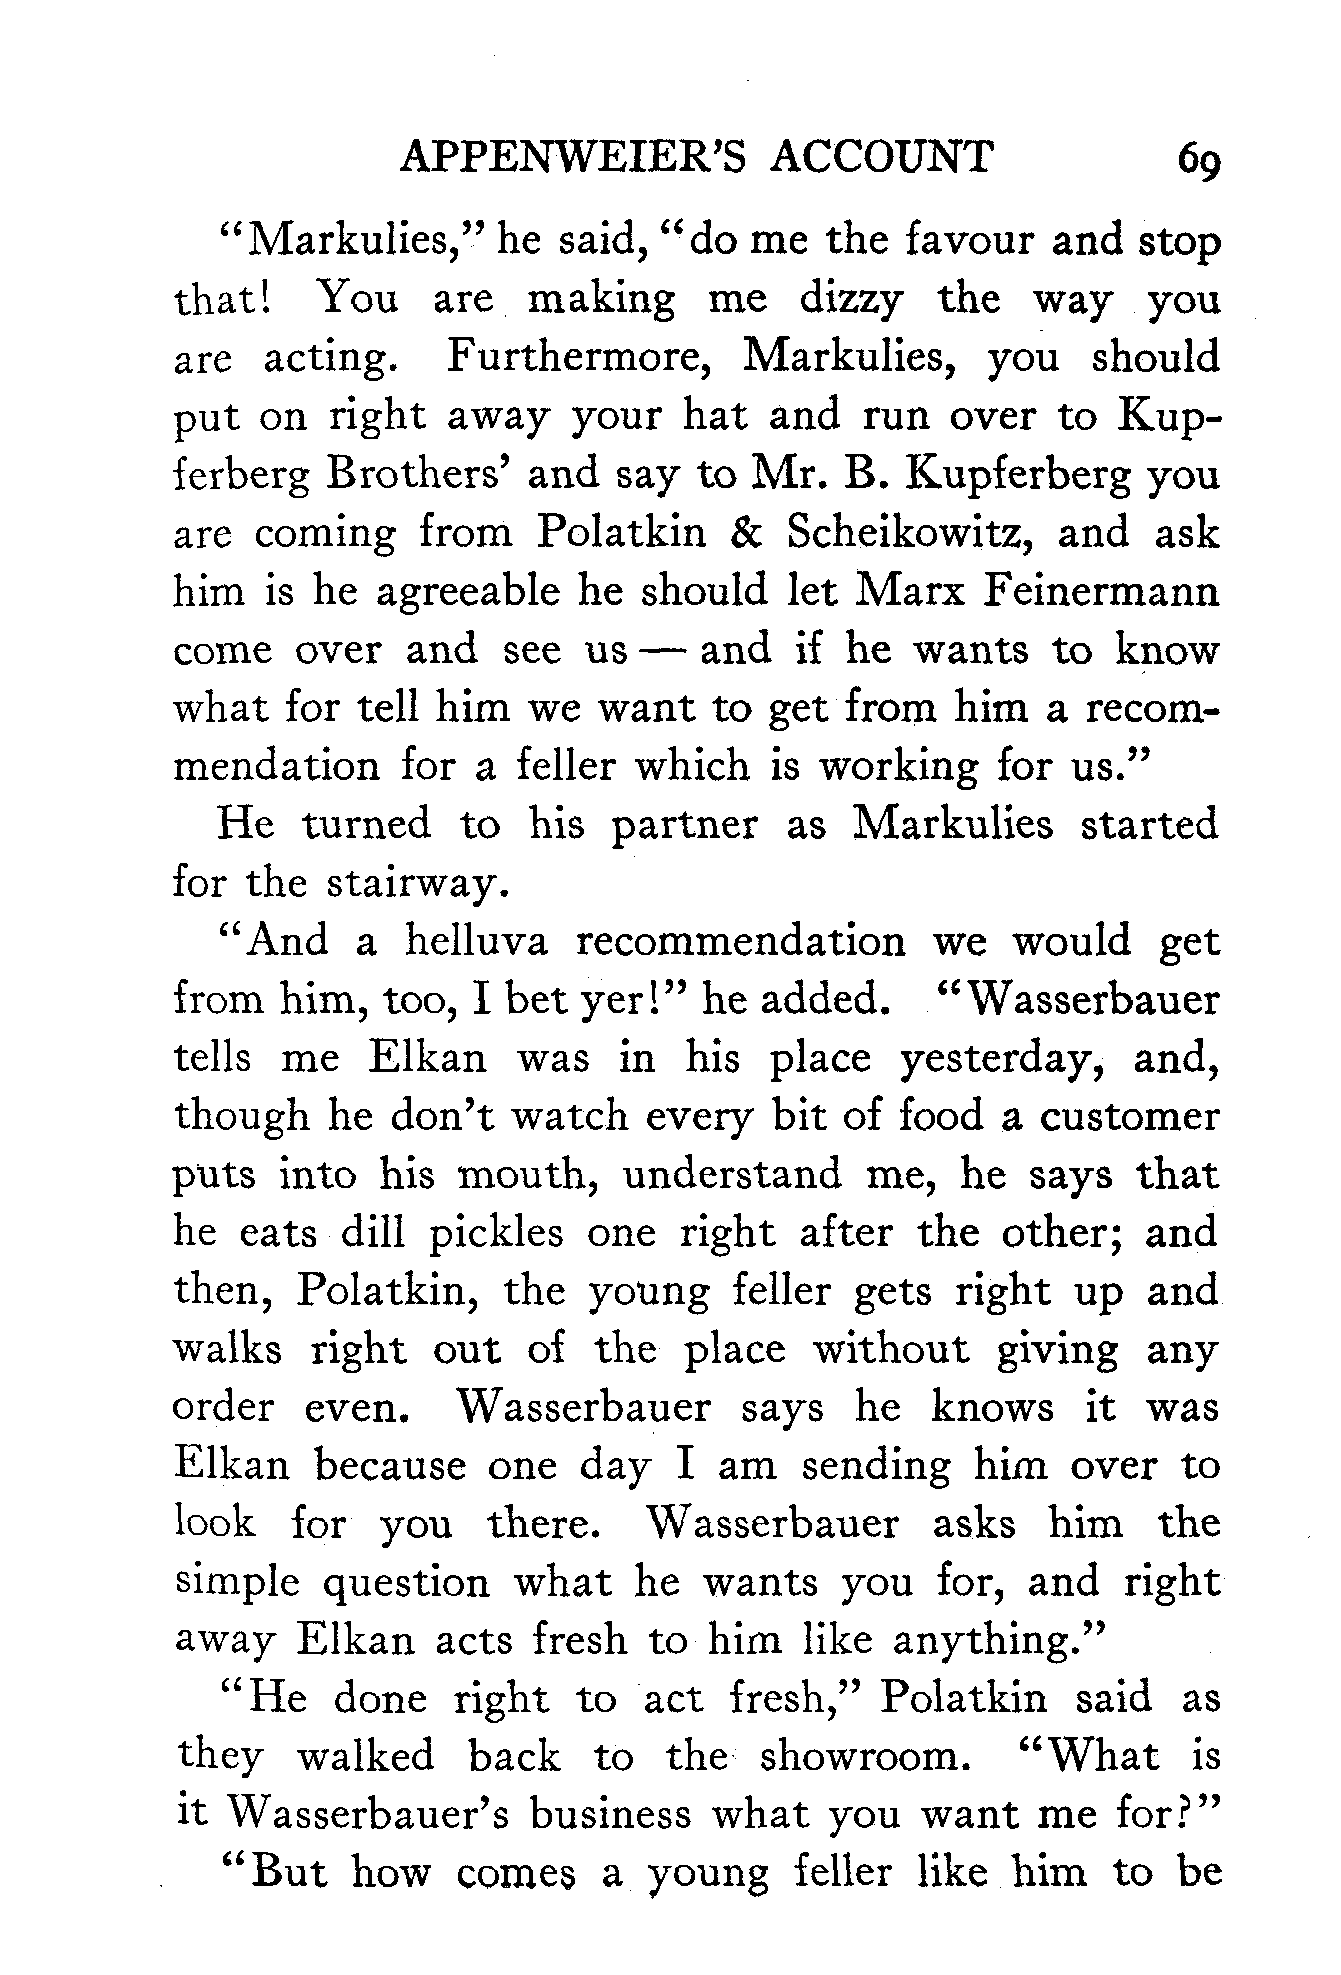 APPENWEIER'S ACCOUNT 69
"Markulies," he said, "do me the favour and stop
that! You are making me dizzy the way you
are acting. Furthermore, Markulies, you should
put on right away your hat and run over to Kup-
ferberg Brothers' and say to Mr. B. Kupferberg you
are coming from Polatkin & Scheikowitz, and ask
him is he agreeable he should let Marx Feinermann
come over and see us — and if he wants to know
what for tell him we want to get from him a recom-
mendation for a feller which is working for us."
He turned to his partner as Markulies started
for the stairway.
"And a helluva recommendation we would get
from him, too, I bet yer!" he added. "Wasserbauer
tells me Elkan was in his place yesterday, and,
though he don't watch every bit of food a customer
puts into his mouth, understand me, he says that
he eats dill pickles one right after the other; and
then, Polatkin, the young feller gets right up and
walks right out of the place without giving any
order even. Wasserbauer says he knows it was
Elkan because one day I am sending him over to
look for you there. Wasserbauer asks him the
simple question what he wants you for, and right
away Elkan acts fresh to him like anything."
"He done right to act fresh," Polatkin said as
they walked back to the showroom. "What is
it Wasserbauer's business what you want me for?"
"But how comes a young feller like him to be